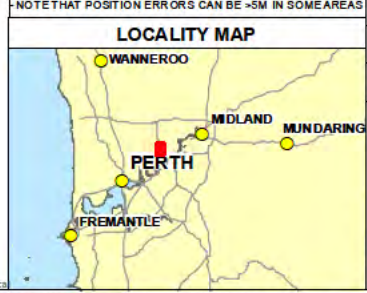 - NOTE THAT POSITION ERRORS CAN BE >5M IN SOME AREAS
LOCALITY MAP
WANNEROO
MIDLAND
MUNDARING
PERTH
FREMANTLE